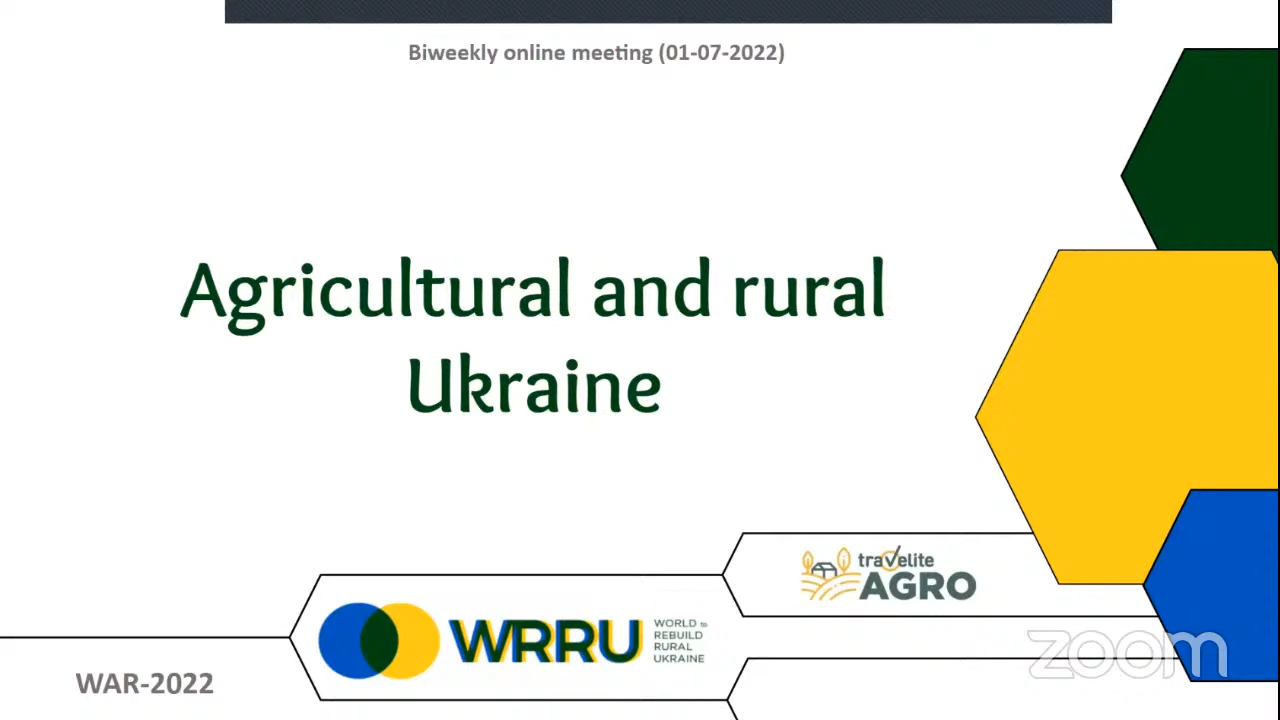 Biweekly online meeting (01-07-2022)
Agricultural and rural
Ukraine
travelite
AGRO
WRRU
WORLD to
REBUILD
RURAL
UKRAINE
zoom
WAR-2022